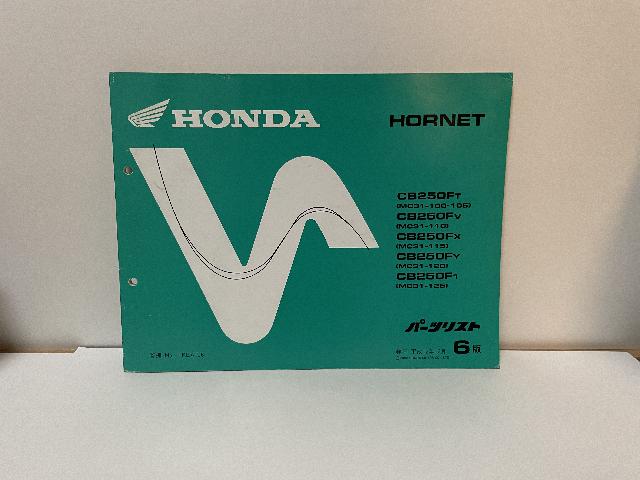 HONDA
HORNET
CB250FT
(MC31-100·105)
CB250FV
(MC31-110)
CB250FX
(MC31-115)
CB250FY
(MC31-120)
CB250F1
(MC31-125)
パーツリスト
6版